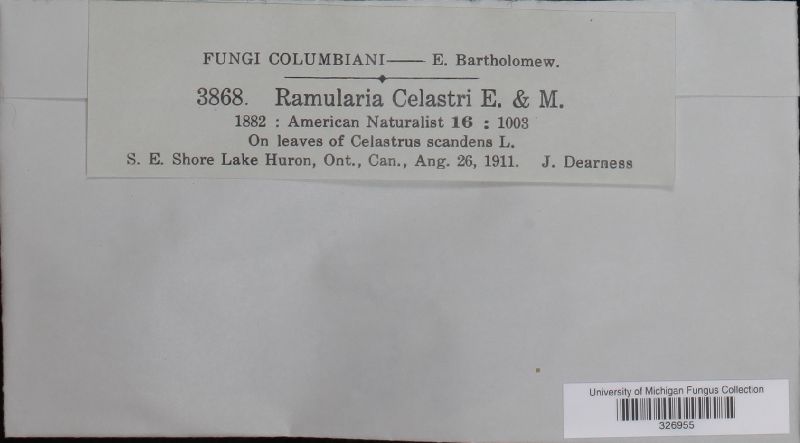 FUNGI COLUMBIANI—— E. Bartholomew.
3868. Ramularia Celastri E. & M.
1882 : American Naturalist 16 : 1003
On leaves of Celastrus scandens L.
S. E. Shore Lake Huron, Ont., Can., Ang. 26, 1911. J. Dearness
University of Michigan Fungus Collection
326955